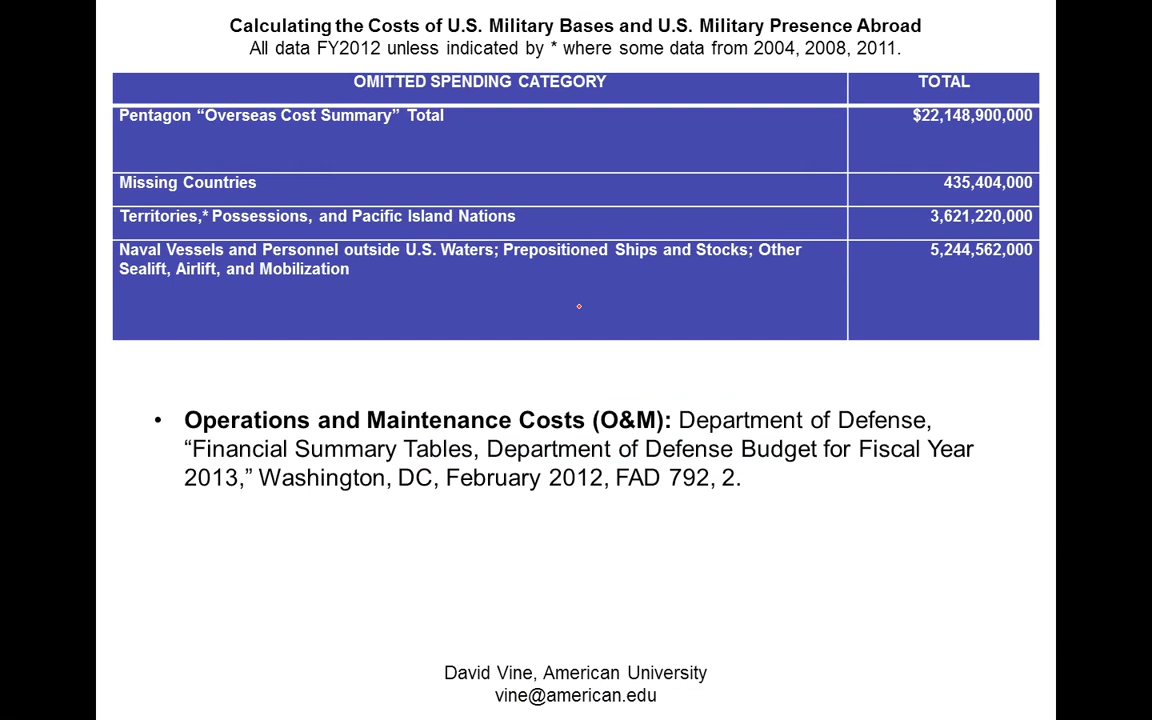 Calculating the Costs of U.S. Military Bases and U.S. Military Presence Abroad
All data FY2012 unless indicated by * where some data from 2004, 2008, 2011.
OMITTED SPENDING CATEGORY TOTAL
Pentagon “Overseas Cost Summary” Total $22,148,900,000
Missing Countries 435,404,000
Territories,* Possessions, and Pacific Island Nations 3,621,220,000
Naval Vessels and Personnel outside U.S. Waters; Prepositioned Ships and Stocks; Other 5,244,562,000
Sealift, Airlift, and Mobilization
• Operations and Maintenance Costs (O&M): Department of Defense,
“Financial Summary Tables, Department of Defense Budget for Fiscal Year
2013,” Washington, DC, February 2012, FAD 792, 2.
David Vine, American University
vine@american.edu